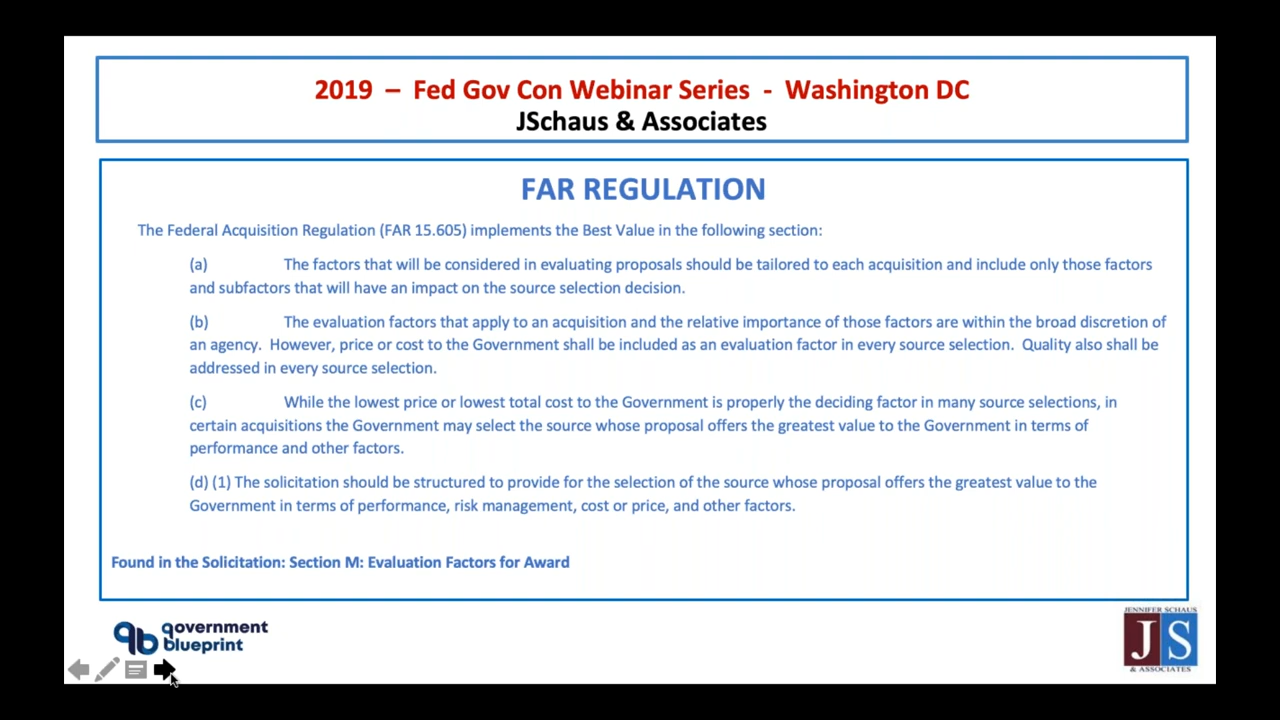 2019 – Fed Gov Con Webinar Series - Washington DC
JSchaus & Associates
FAR REGULATION
The Federal Acquisition Regulation (FAR 15.605) implements the Best Value in the following section:
(a) The factors that will be considered in evaluating proposals should be tailored to each acquisition and include only those factors
and subfactors that will have an impact on the source selection decision.
(b) The evaluation factors that apply to an acquisition and the relative importance of those factors are within the broad discretion of
an agency. However, price or cost to the Government shall be included as an evaluation factor in every source selection. Quality also shall be
addressed in every source selection.
(c) While the lowest price or lowest total cost to the Government is properly the deciding factor in many source selections, in
certain acquisitions the Government may select the source whose proposal offers the greatest value to the Government in terms of
performance and other factors.
(d) (1) The solicitation should be structured to provide for the selection of the source whose proposal offers the greatest value to the
Government in terms of performance, risk management, cost or price, and other factors.
Found in the Solicitation: Section M: Evaluation Factors for Award
gb government
blueprint
JENNIFER SCHAUS
JS
& ASSOCIATES